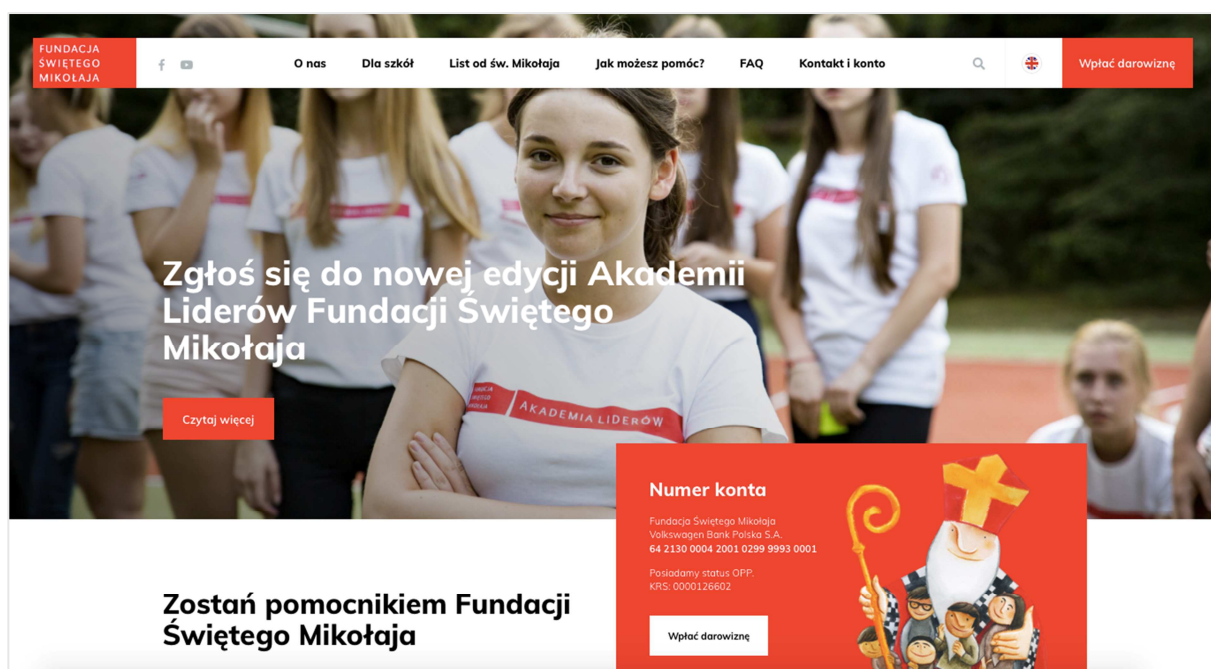 FUNDACJA
ŚWIĘTEGO
MIKOŁAJA
O nas
Dla szkół
List od św. Mikołaja
Jak możesz pomóc?
FAQ
Kontakt i konto
Wpłać darowiznę
Zgłoś się do nowej edycji Akademii
Liderów Fundacji Świętego
Mikołaja
AKADEMIA LIDERÓW
Czytaj więcej
Numer konta
Fundacja Świętego Mikołaja
Volkswagen Bank Polska S.A.
64 2130 0004 2001 0299 9993 0001
Posiadamy status OPP.
KRS: 0000126602
Wpłać darowiznę
Zostań pomocnikiem Fundacji
Świętego Mikołaja